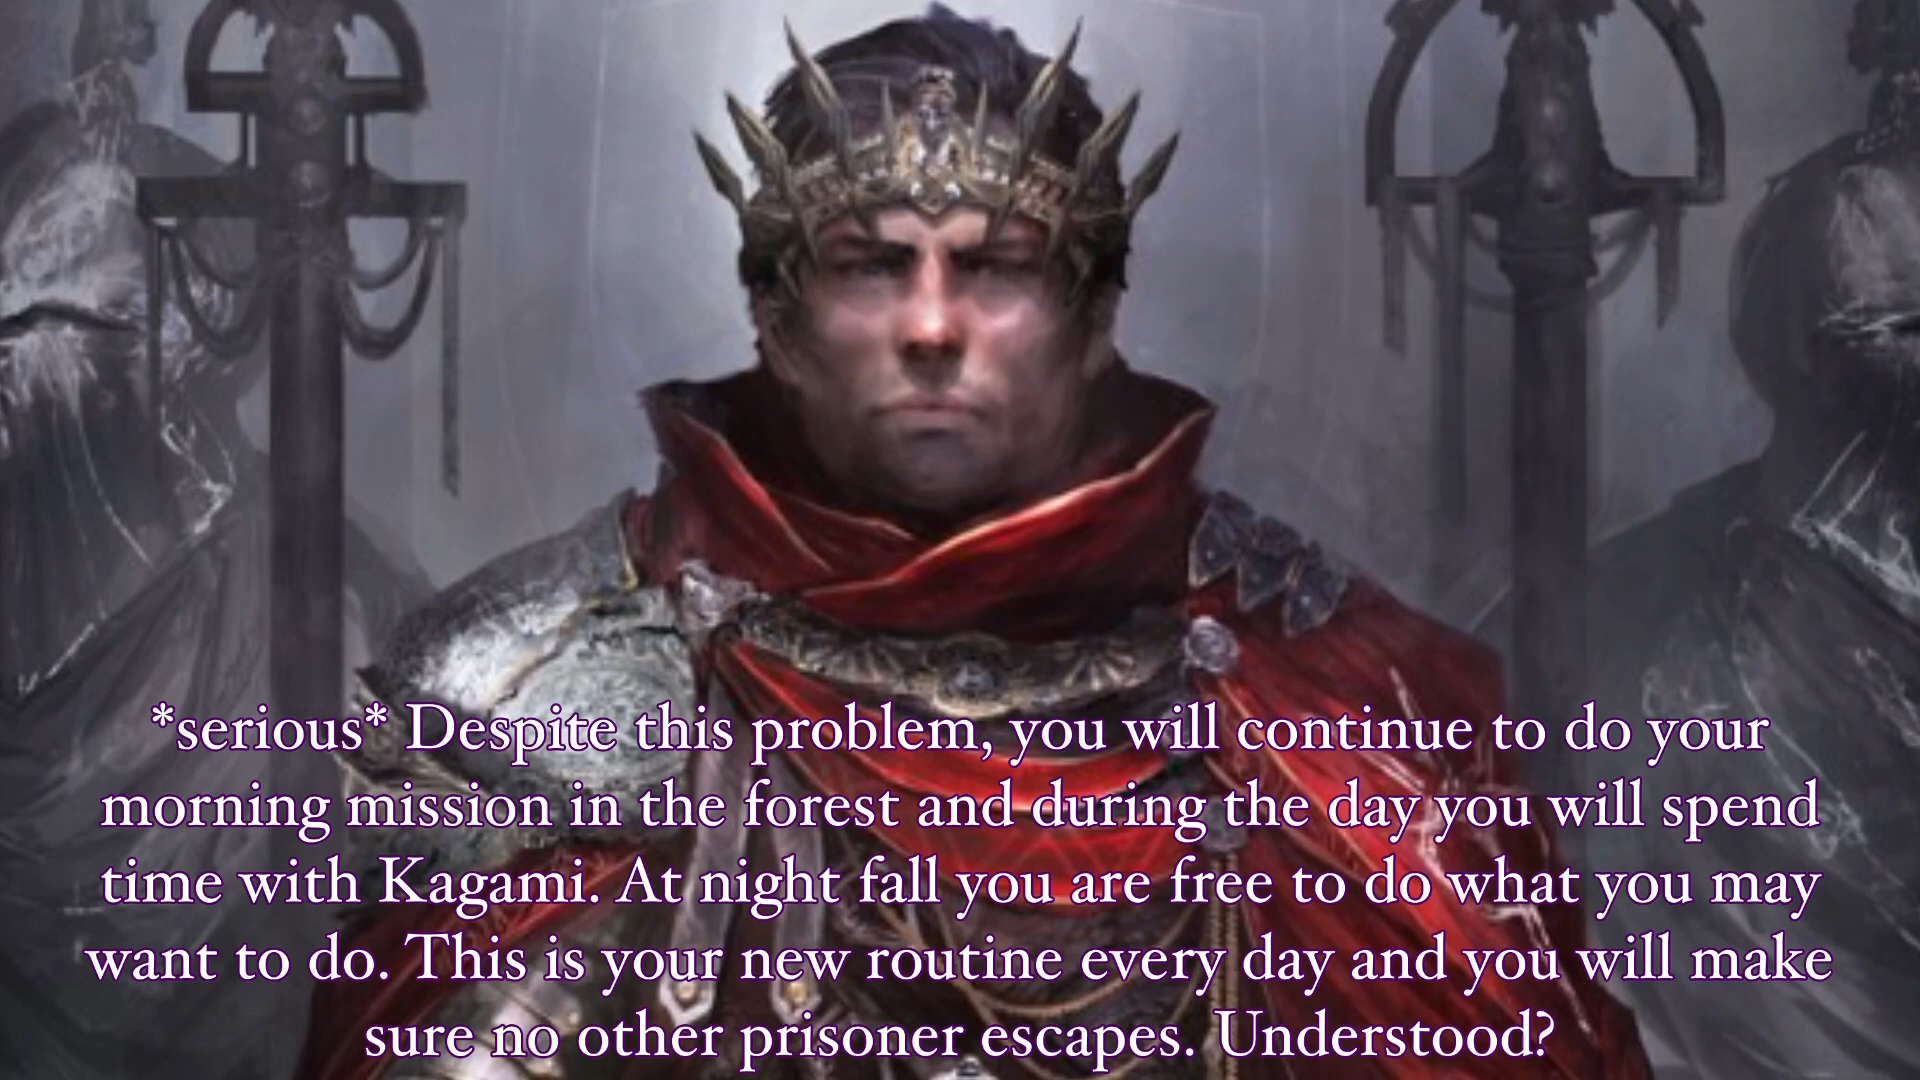 *serious* Despite this problem, you will continue to do your
morning mission in the forest and during the day you will spend
time with Kagami. At night fall you are free to do what you may
want to do. This is your new routine every day and you will make
sure no other prisoner escapes. Understood?